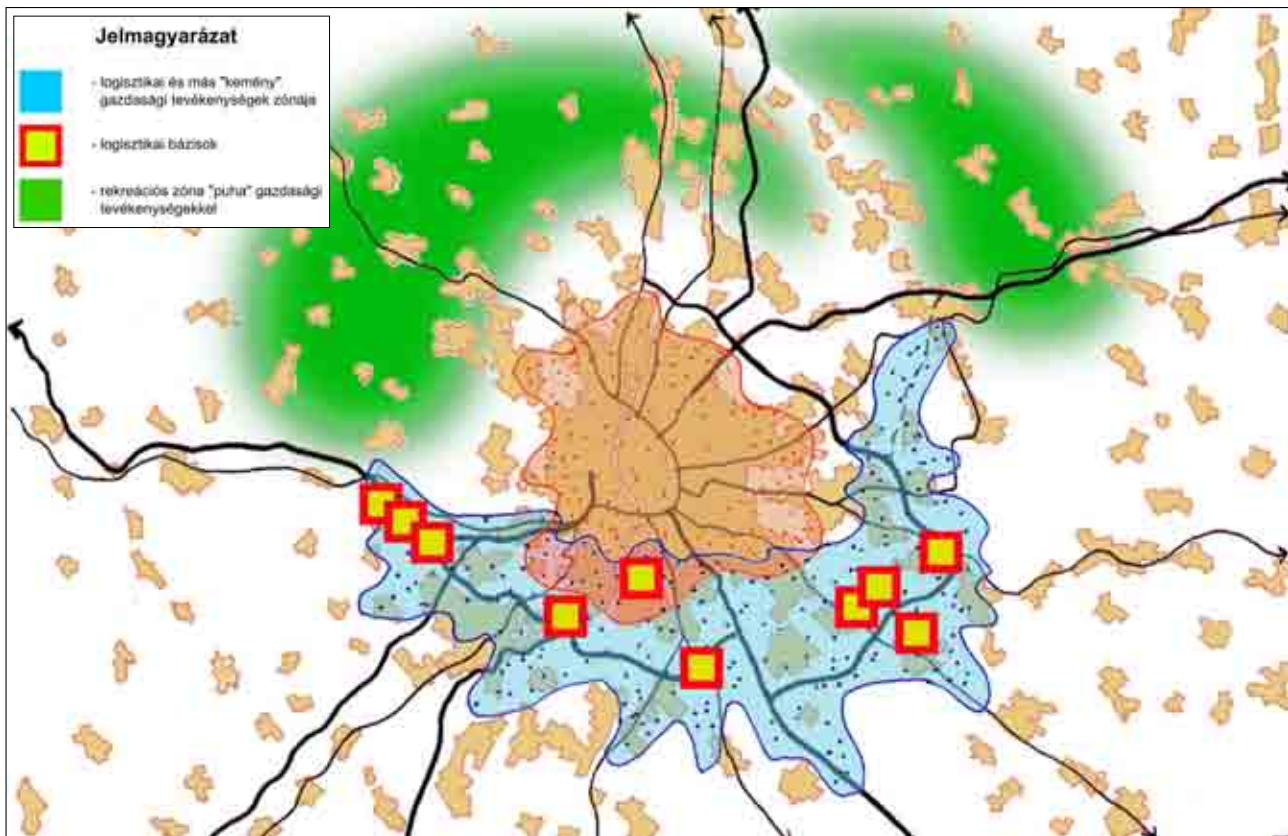 Jelmagyarázat
- logisztikai és más "kemény"
gazdasági tevékenységek zónája
- logisztikai bázisok
- rekreációs zóna "puha" gazdasági
tevékenységekkel